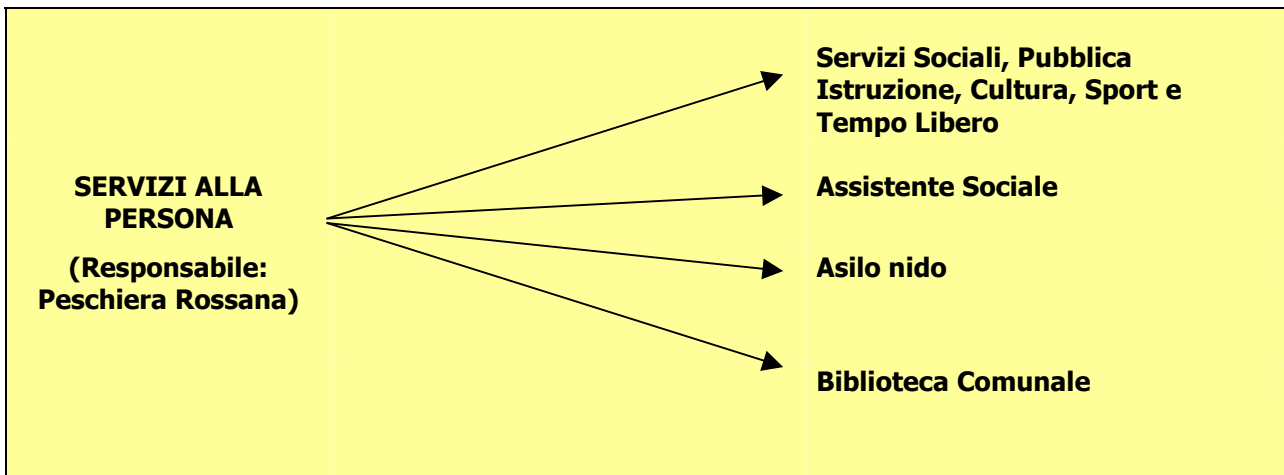 SERVIZI ALLA
PERSONA
(Responsabile:
Peschiera Rossana)
Servizi Sociali, Pubblica
Istruzione, Cultura, Sport e
Tempo Libero
Assistente Sociale
Asilo nido
Biblioteca Comunale